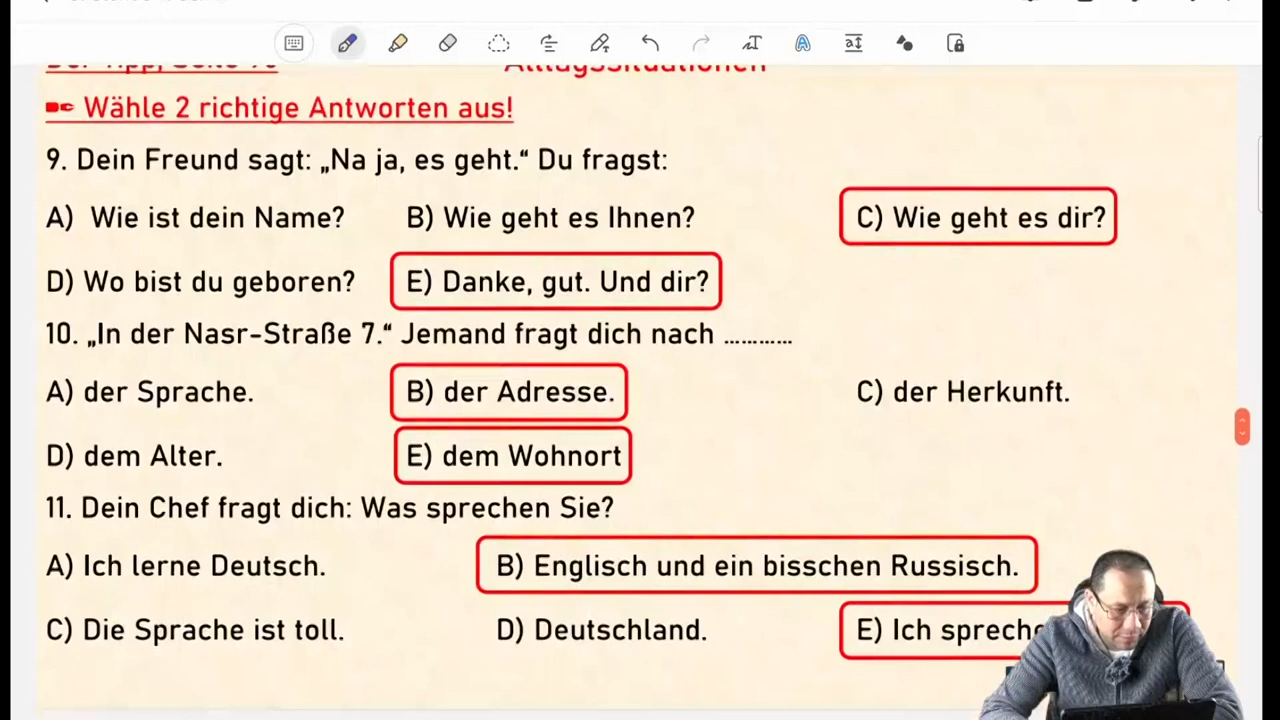 Alltagssituationen
Wähle 2 richtige Antworten aus!
9. Dein Freund sagt: „Na ja, es geht.“ Du fragst:
A) Wie ist dein Name? B) Wie geht es Ihnen? C) Wie geht es dir?
D) Wo bist du geboren? E) Danke, gut. Und dir?
10. „In der Nasr-Straße 7.“ Jemand fragt dich nach ............
A) der Sprache. B) der Adresse. C) der Herkunft.
D) dem Alter. E) dem Wohnort
11. Dein Chef fragt dich: Was sprechen Sie?
A) Ich lerne Deutsch. B) Englisch und ein bisschen Russisch.
C) Die Sprache ist toll. D) Deutschland. E) Ich spreche